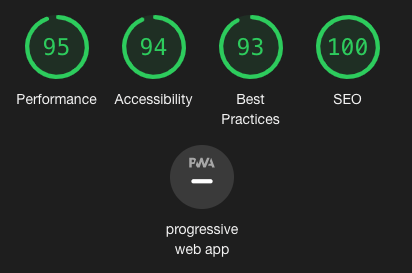 95 94 93 100
Performance Accessibility Best Practices SEO
PWA
progressive
web app